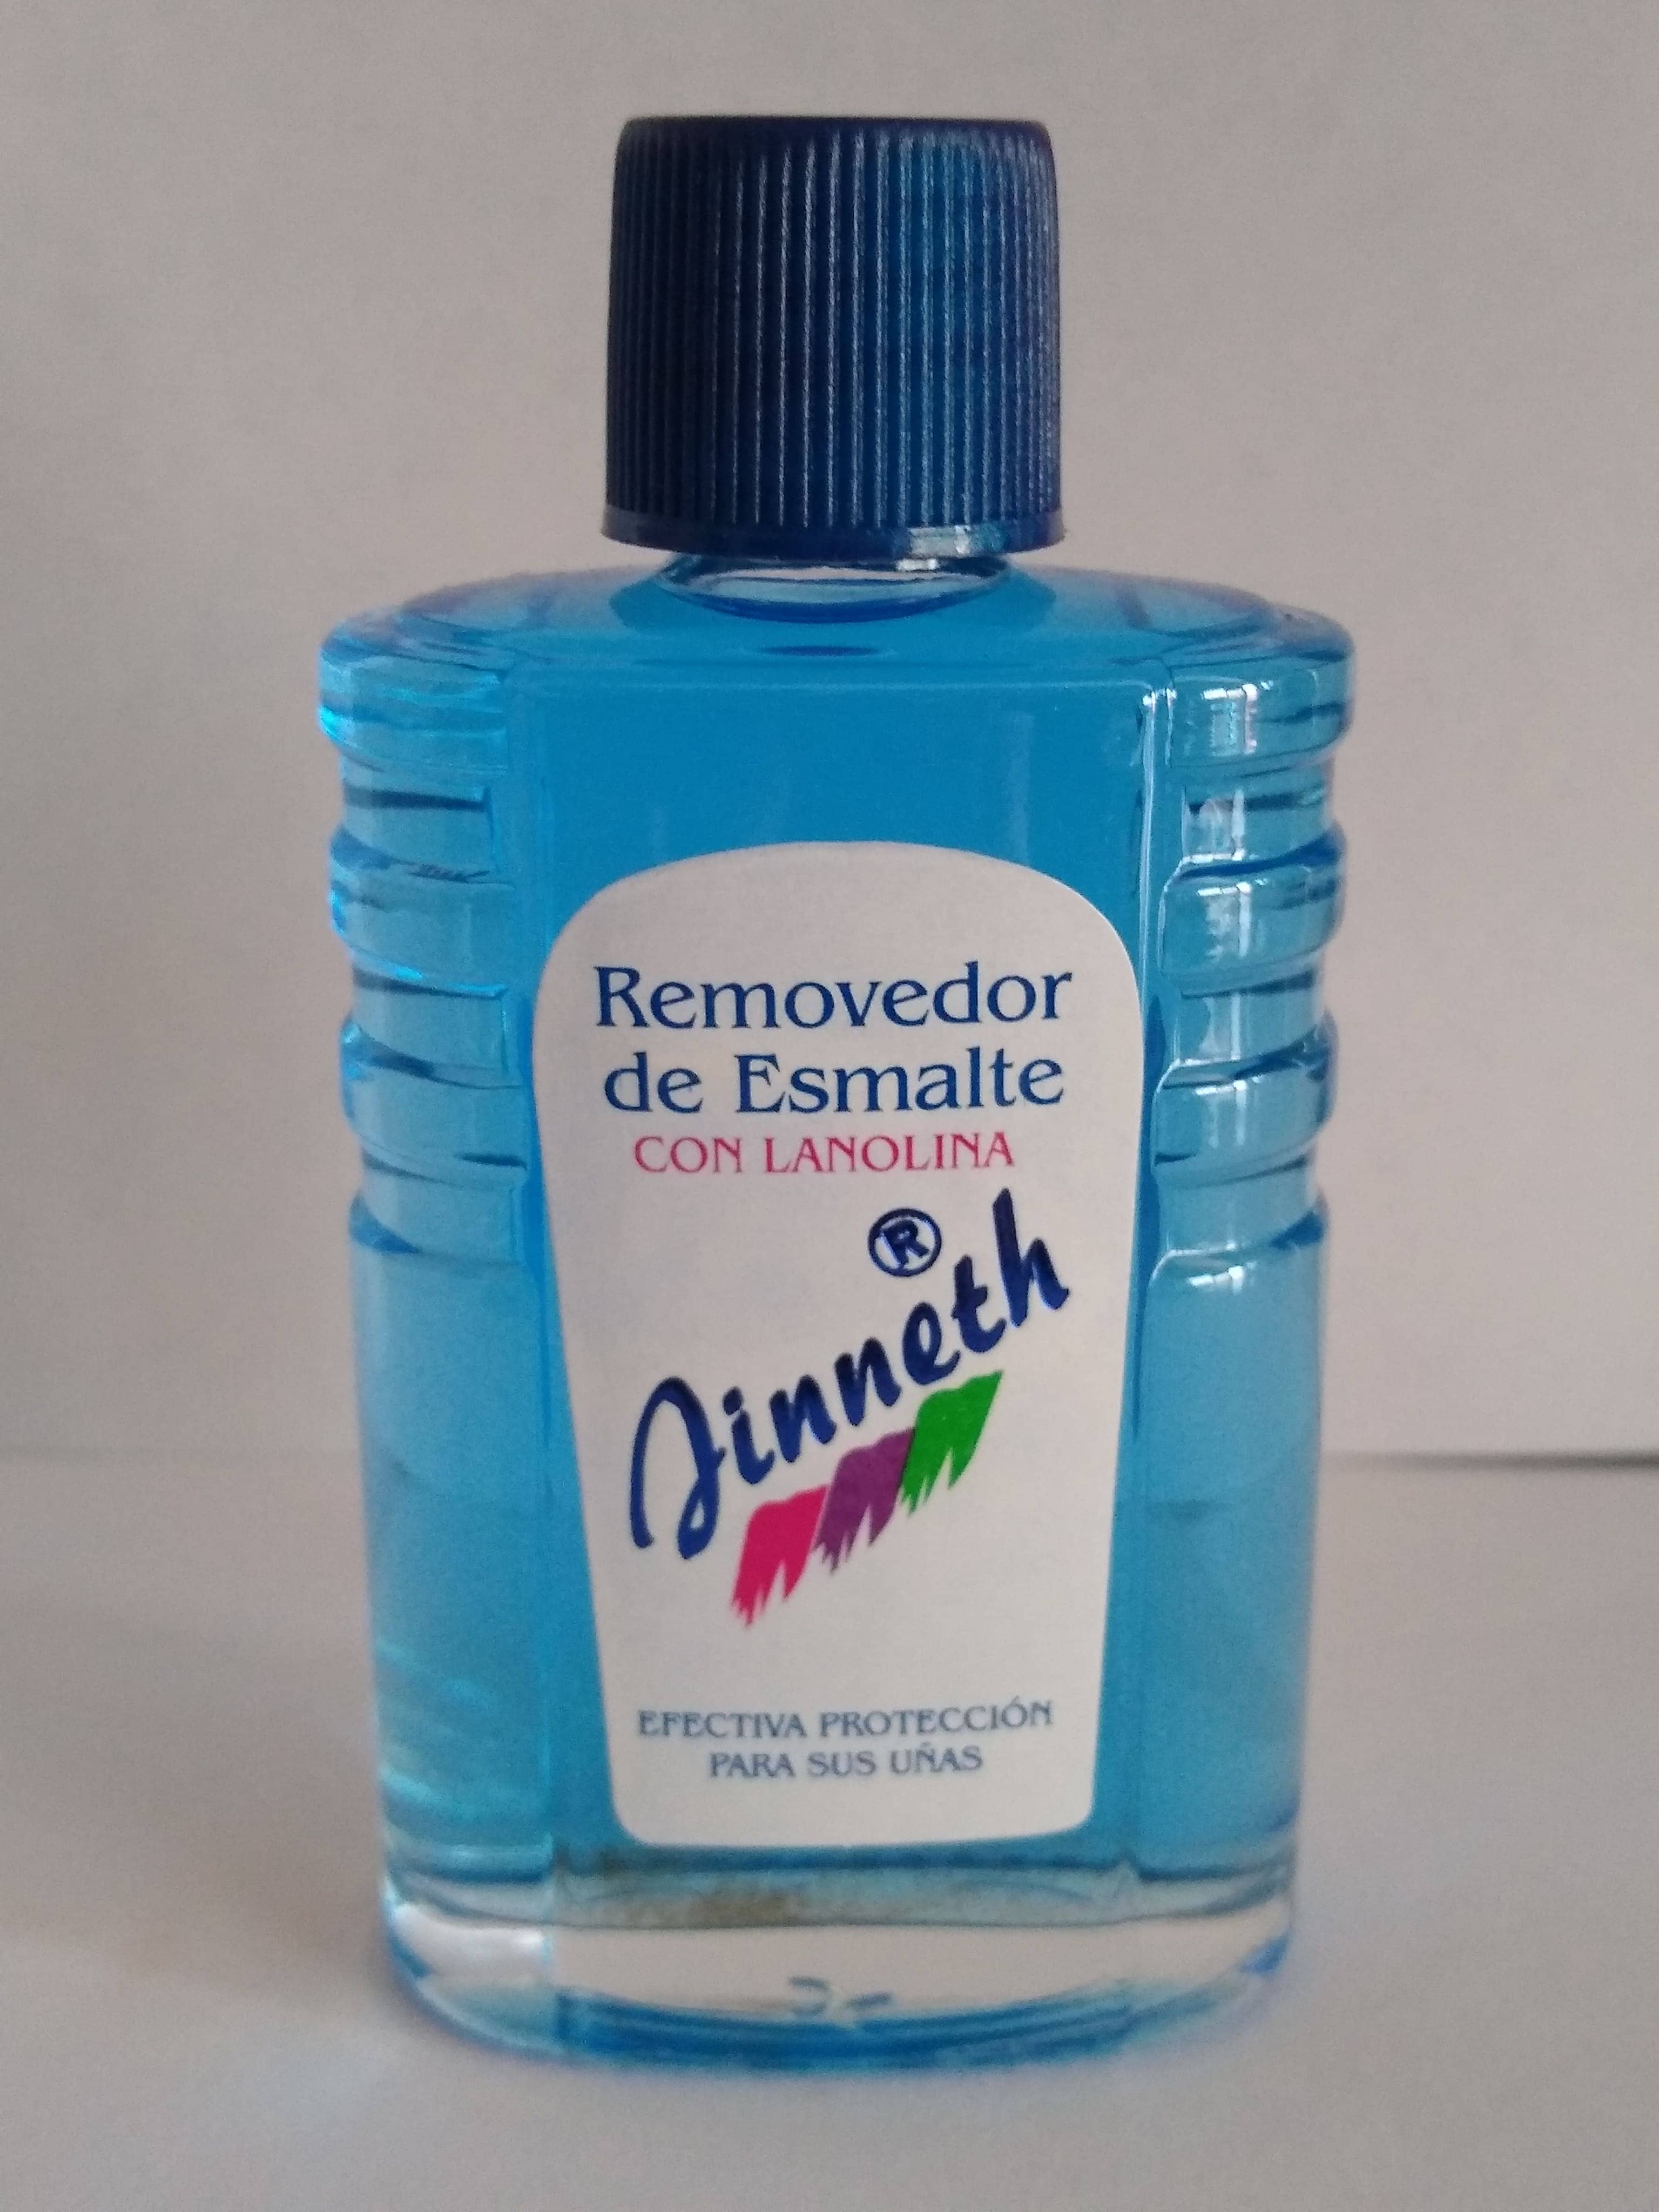 Removedor
de Esmalte
CON LANOLINA
®
Jinneth
EFECTIVA PROTECCIÓN
PARA SUS UÑAS